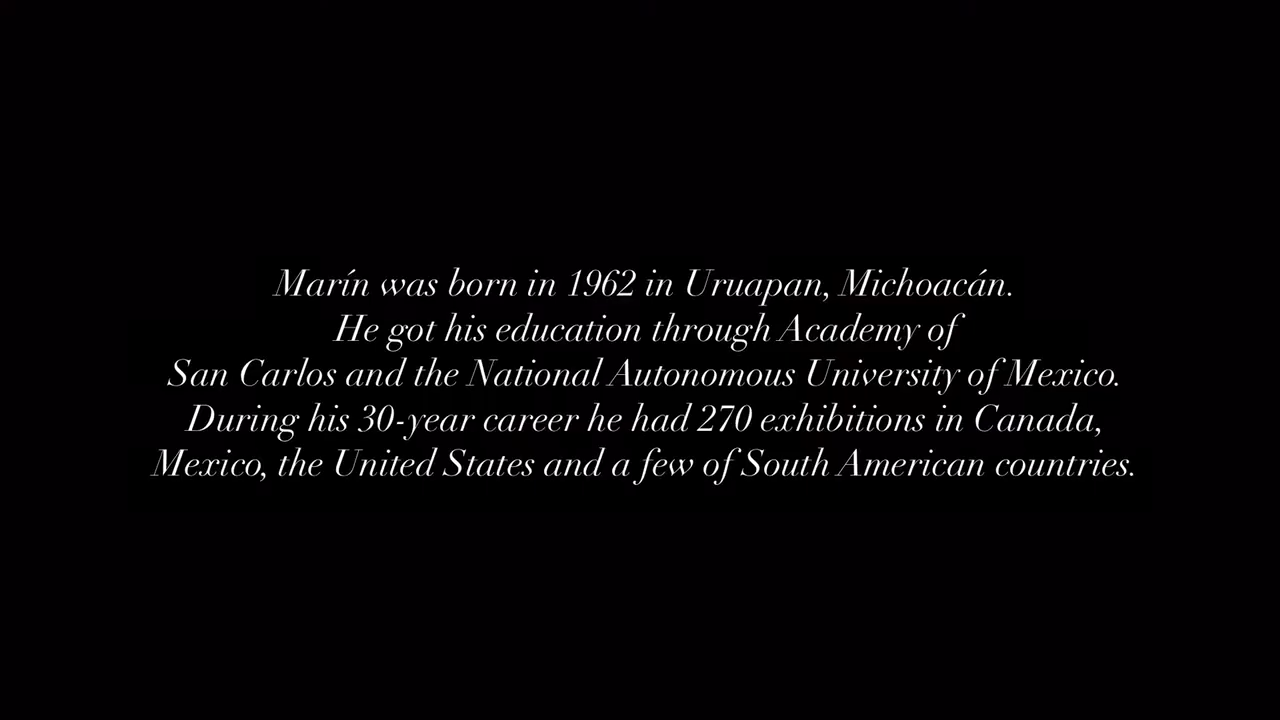 Marín was born in 1962 in Uruapan, Michoacán.
He got his education through Academy of
San Carlos and the National Autonomous University of Mexico.
During his 30-year career he had 270 exhibitions in Canada,
Mexico, the United States and a few of South American countries.